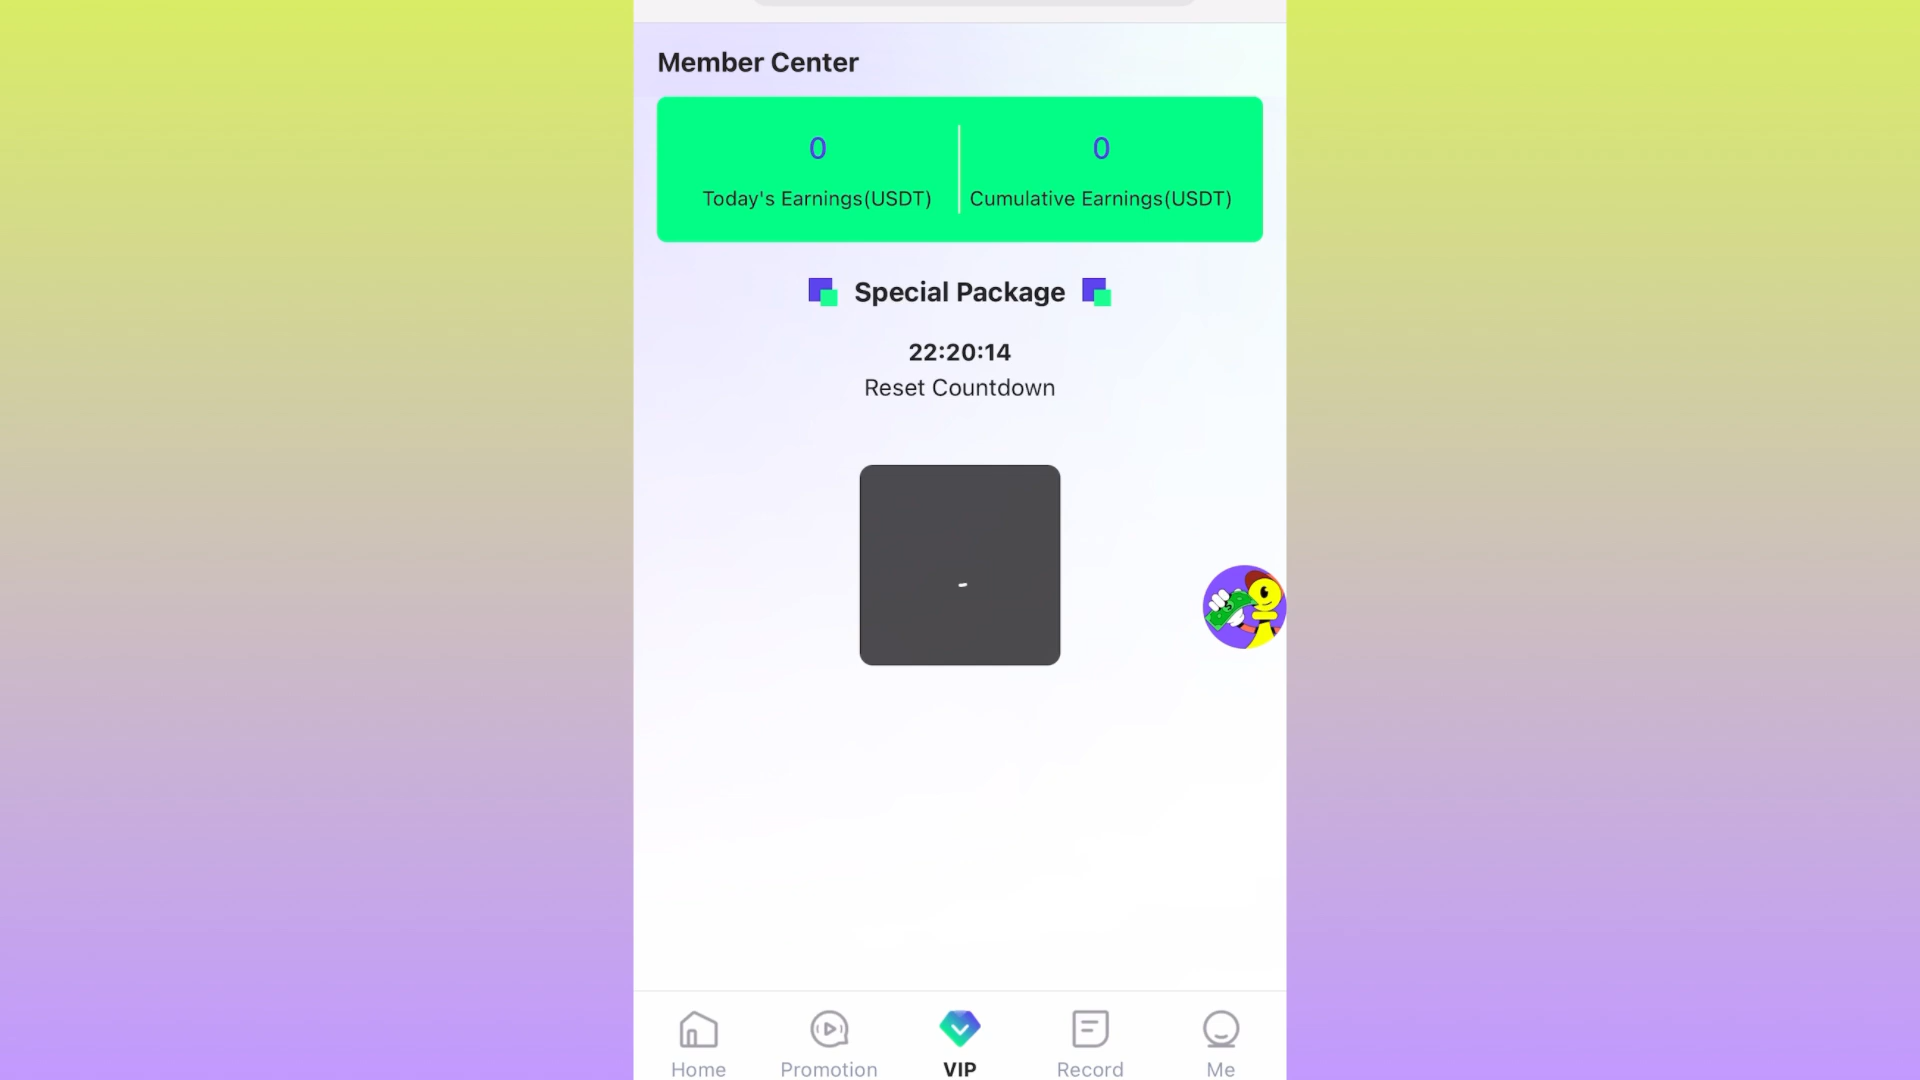 Member Center
0
0
Today's Earnings(USDT)
Cumulative Earnings(USDT)
Special Package
22:20:14
Reset Countdown
Home
Promotion
VIP
Record
Me